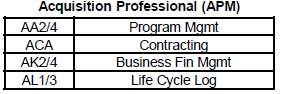 Acquisition Professional (APM)
AA2/4 Program Mgmt
ACA Contracting
AK2/4 Business Fin Mgmt
AL1/3 Life Cycle Log